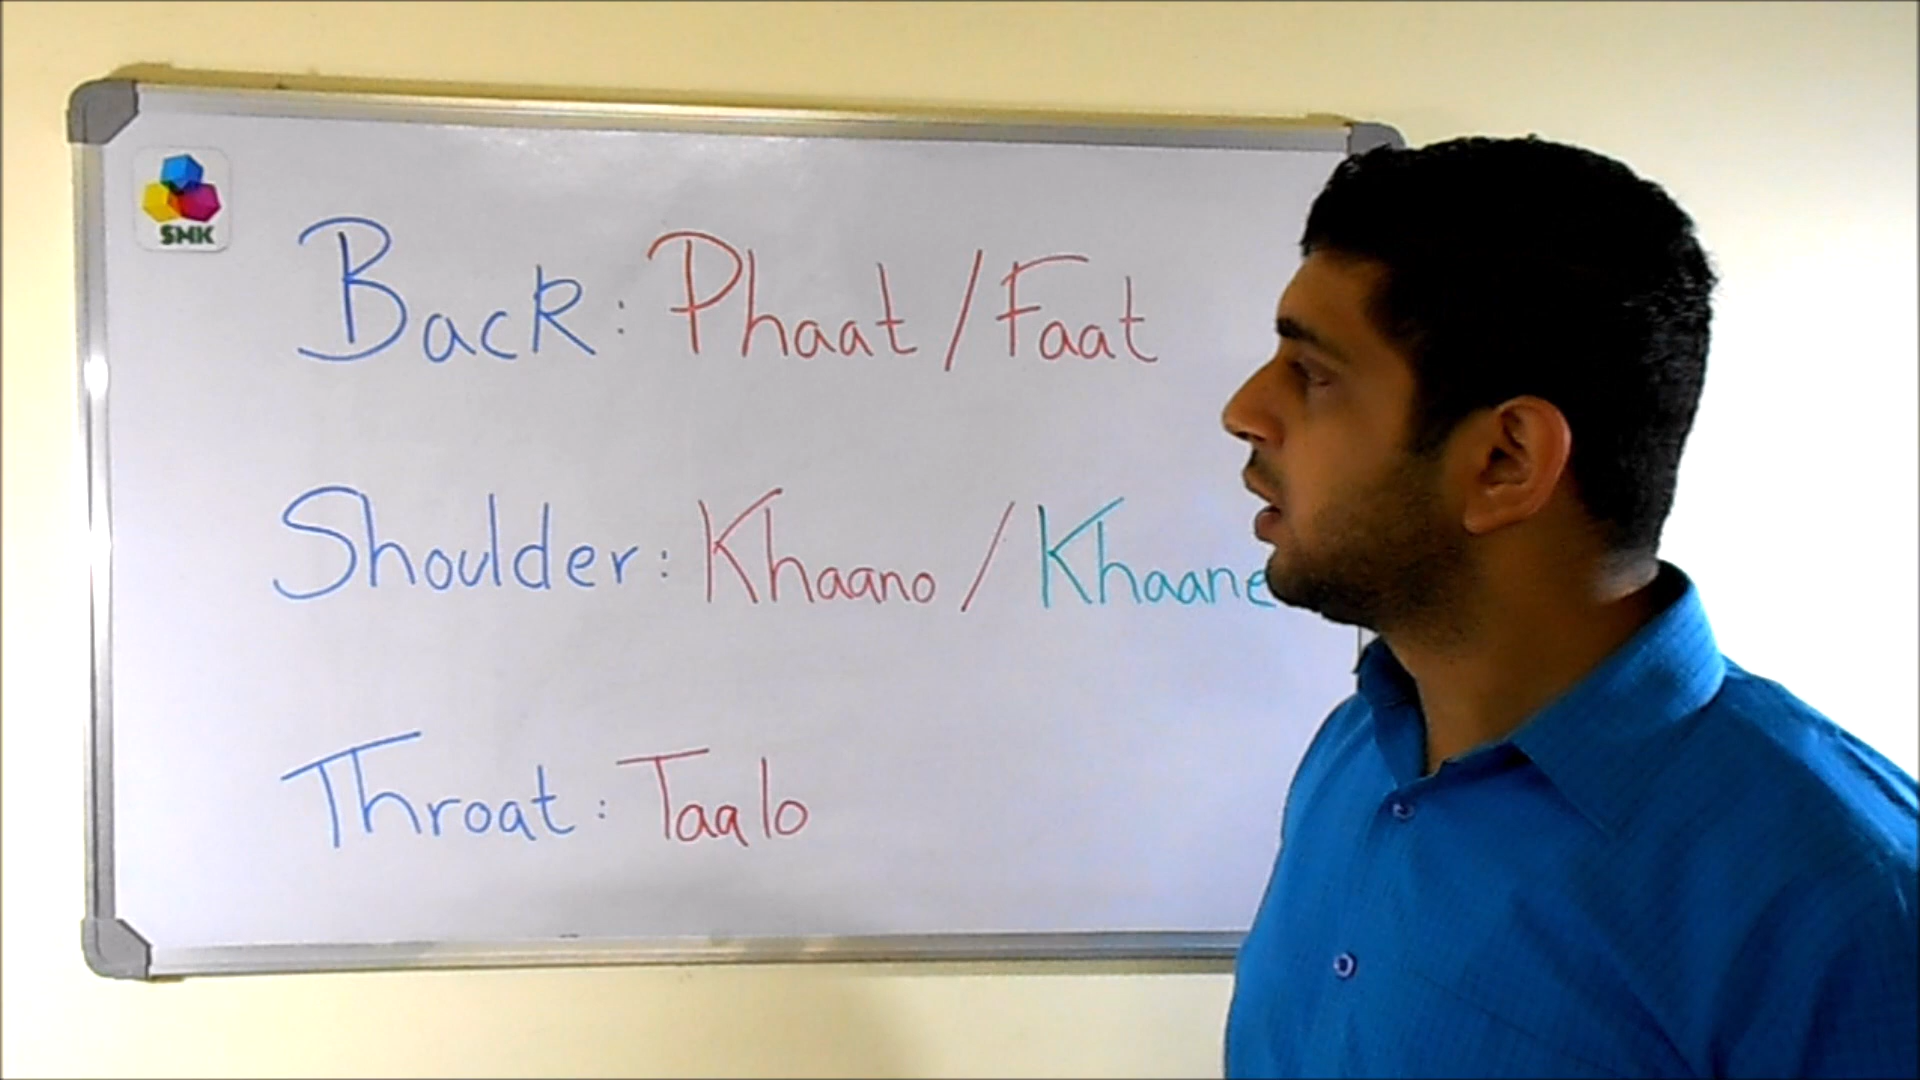 SMK
Back: Phaat / Faat
Shoulder: Khaano / Khaane
Throat: Taalo